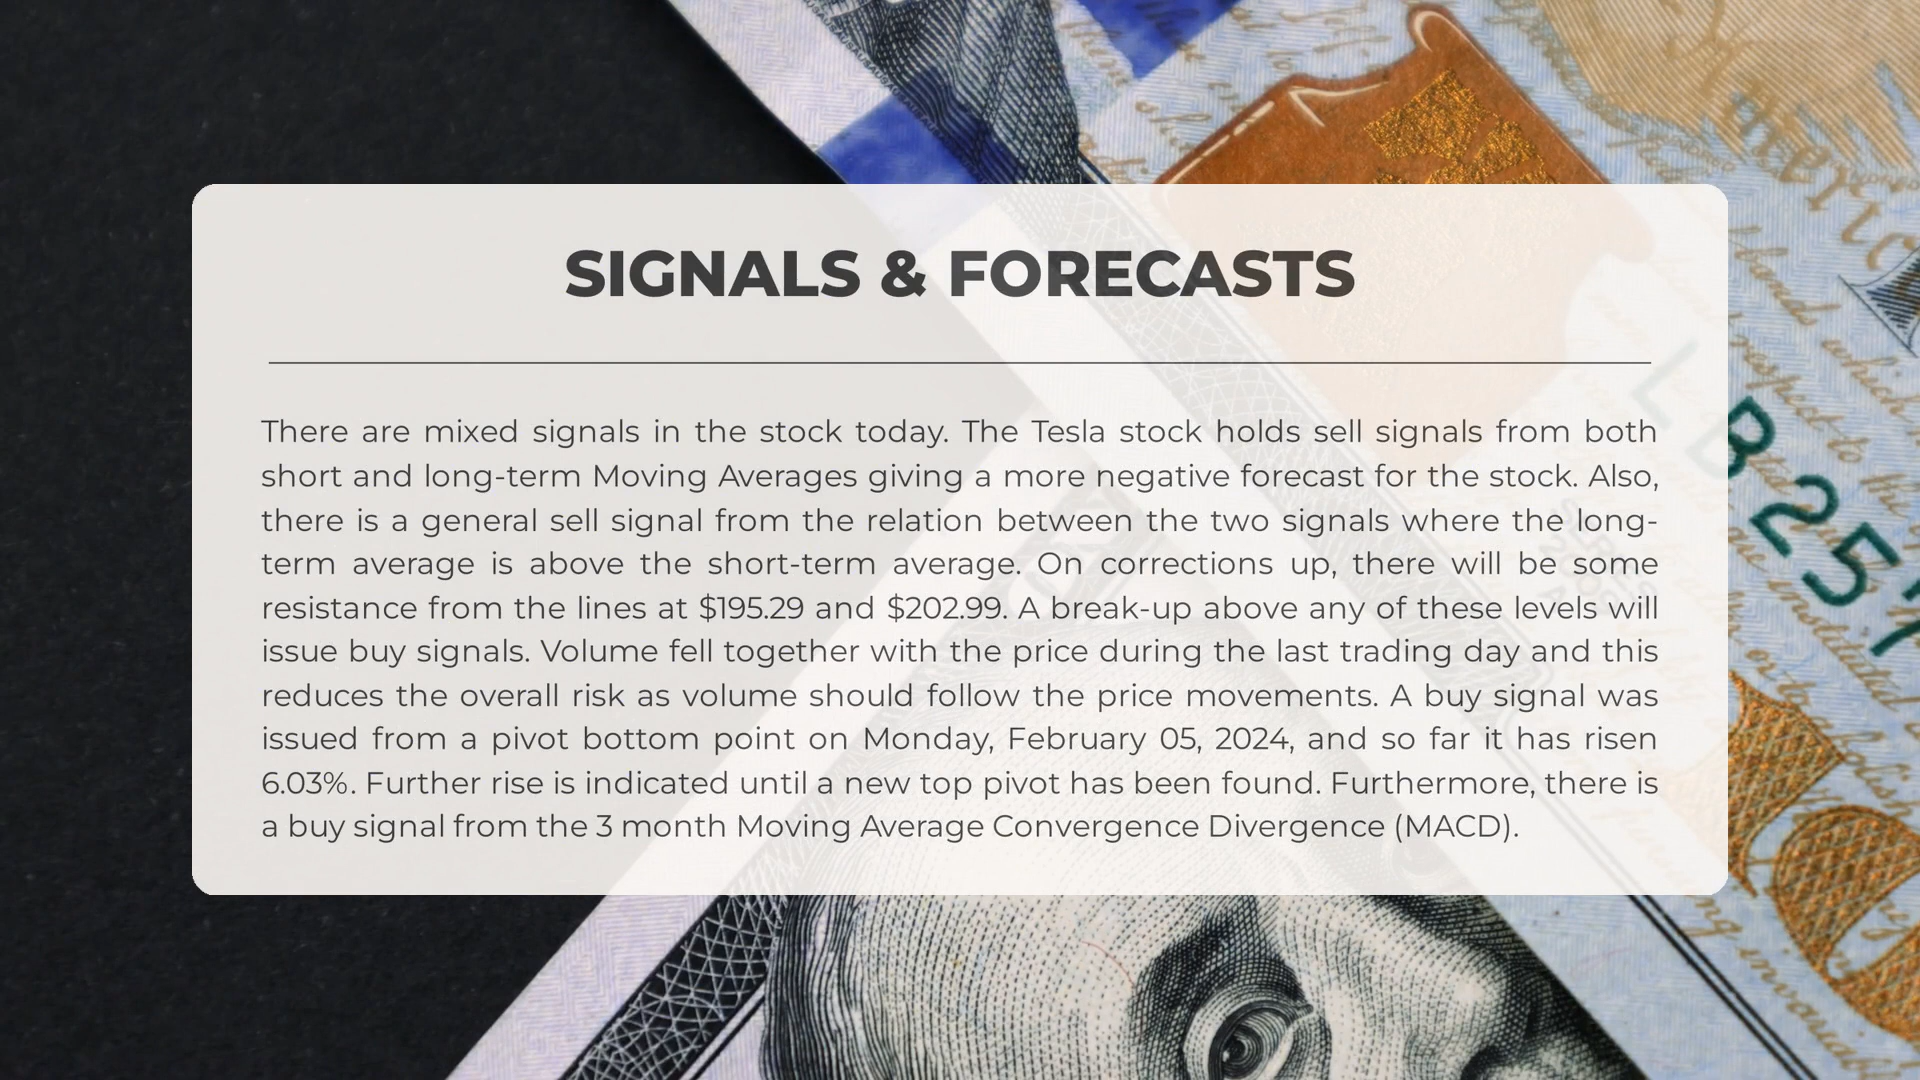 SIGNALS & FORECASTS
There are mixed signals in the stock today. The Tesla stock holds sell signals from both
short and long-term Moving Averages giving a more negative forecast for the stock. Also,
there is a general sell signal from the relation between the two signals where the long-
term average is above the short-term average. On corrections up, there will be some
resistance from the lines at $195.29 and $202.99. A break-up above any of these levels will
issue buy signals. Volume fell together with the price during the last trading day and this
reduces the overall risk as volume should follow the price movements. A buy signal was
issued from a pivot bottom point on Monday, February 05, 2024, and so far it has risen
6.03%. Further rise is indicated until a new top pivot has been found. Furthermore, there is
a buy signal from the 3 month Moving Average Convergence Divergence (MACD).